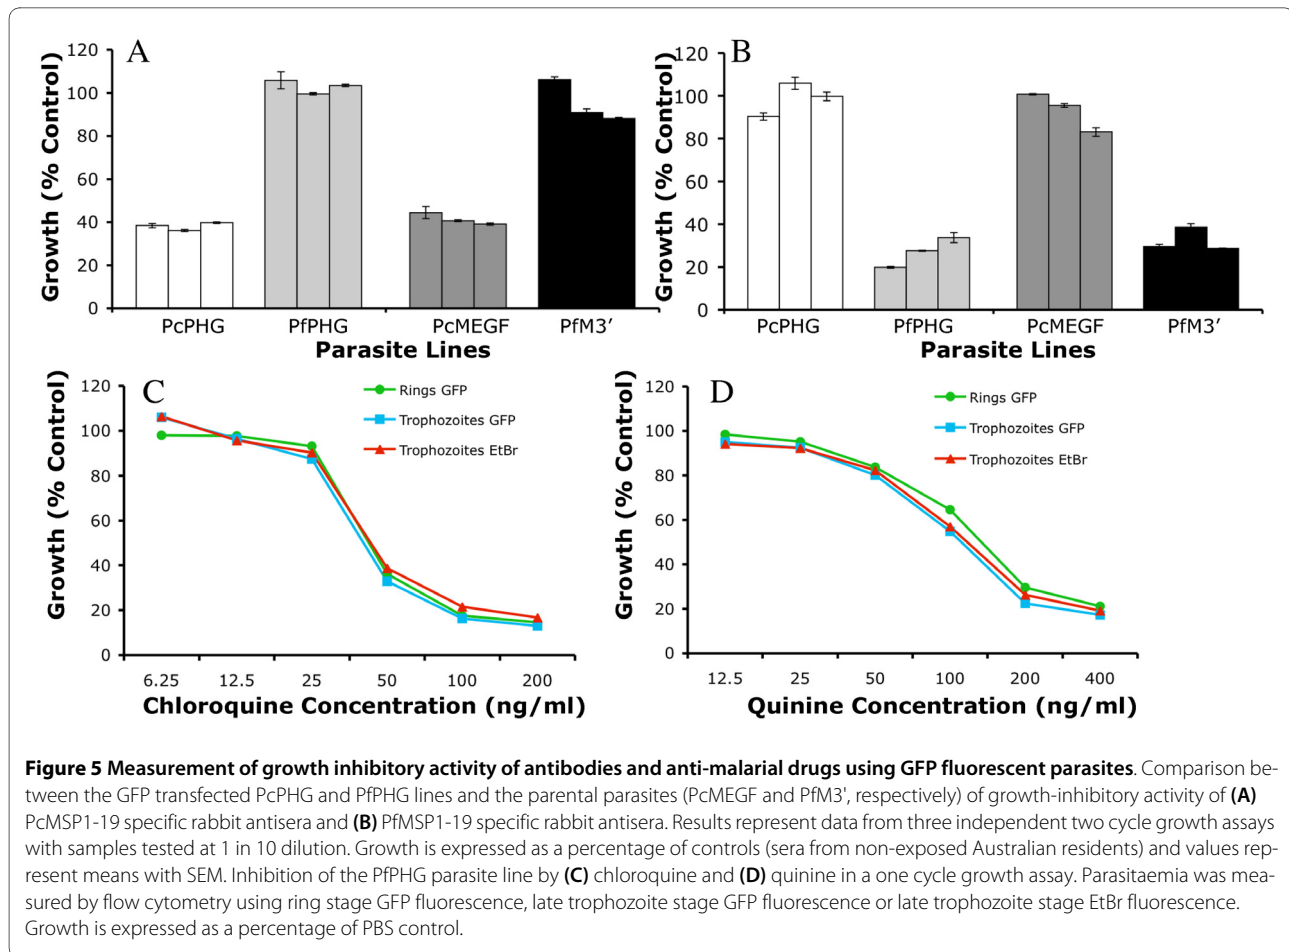 A
Growth (% Control)
120
100
80
60
40
20
0
PcPHG PfPHG PcMEGF PfM3′
Parasite Lines
B
Growth (% Control)
120
100
80
60
40
20
0
PcPHG PfPHG PcMEGF PfM3′
Parasite Lines
C
Growth (% Control)
120
100
80
60
40
20
0
Rings GFP
Trophozoites GFP
Trophozoites EtBr
6.25 12.5 25 50 100 200
Chloroquine Concentration (ng/ml)
D
Growth (% Control)
120
100
80
60
40
20
0
Rings GFP
Trophozoites GFP
Trophozoites EtBr
12.5 25 50 100 200 400
Quinine Concentration (ng/ml)
Figure 5 Measurement of growth inhibitory activity of antibodies and anti-malarial drugs using GFP fluorescent parasites. Comparison be-
tween the GFP transfected PcPHG and PfPHG lines and the parental parasites (PcMEGF and PfM3', respectively) of growth-inhibitory activity of (A)
PcMSP1-19 specific rabbit antisera and (B) PfMSP1-19 specific rabbit antisera. Results represent data from three independent two cycle growth assays
with samples tested at 1 in 10 dilution. Growth is expressed as a percentage of controls (sera from non-exposed Australian residents) and values rep-
resent means with SEM. Inhibition of the PfPHG parasite line by (C) chloroquine and (D) quinine in a one cycle growth assay. Parasitaemia was mea-
sured by flow cytometry using ring stage GFP fluorescence, late trophozoite stage GFP fluorescence or late trophozoite stage EtBr fluorescence.
Growth is expressed as a percentage of PBS control.